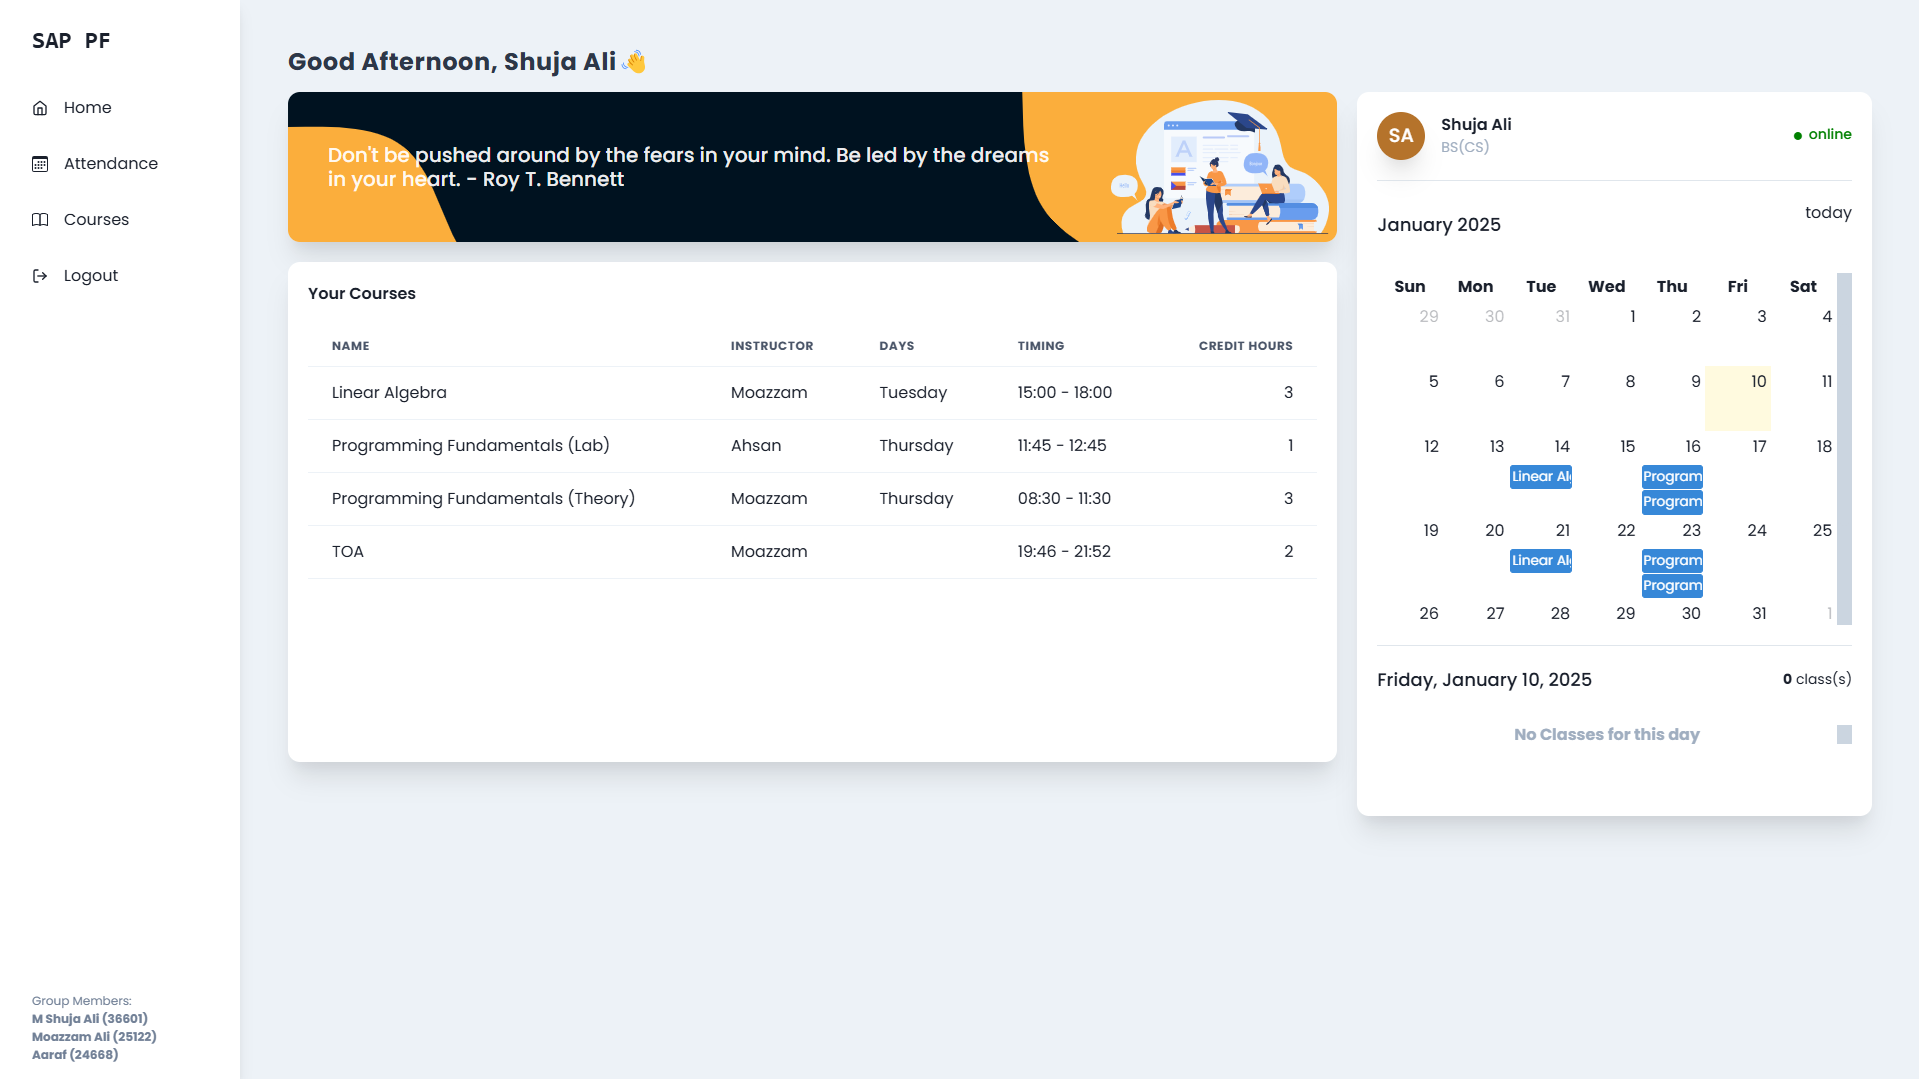 SAP PF
Home
Attendance
Courses
Logout
Group Members:
M Shuja Ali (36601)
Moazzam Ali (25122)
Aaraf (24668)
Good Afternoon, Shuja Ali 👋
Don't be pushed around by the fears in your mind. Be led by the dreams
in your heart. - Roy T. Bennett
A
Your Courses
NAME INSTRUCTOR DAYS TIMING CREDIT HOURS
Linear Algebra Moazzam Tuesday 15:00 - 18:00 3
Programming Fundamentals (Lab) Ahsan Thursday 11:45 - 12:45 1
Programming Fundamentals (Theory) Moazzam Thursday 08:30 - 11:30 3
TOA Moazzam 19:46 - 21:52 2
SA
Shuja Ali
BS(CS)
online
January 2025
today
Sun Mon Tue Wed Thu Fri Sat
29 30 31 1 2 3 4
5 6 7 8 9 10 11
12 13 14 15 16 17 18
Linear Al Program
Program
19 20 21 22 23 24 25
Linear Al Program
Program
26 27 28 29 30 31 1
Friday, January 10, 2025
0 class(s)
No Classes for this day